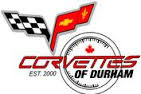 CORVETTES
EST. 2000
OF DURHAM